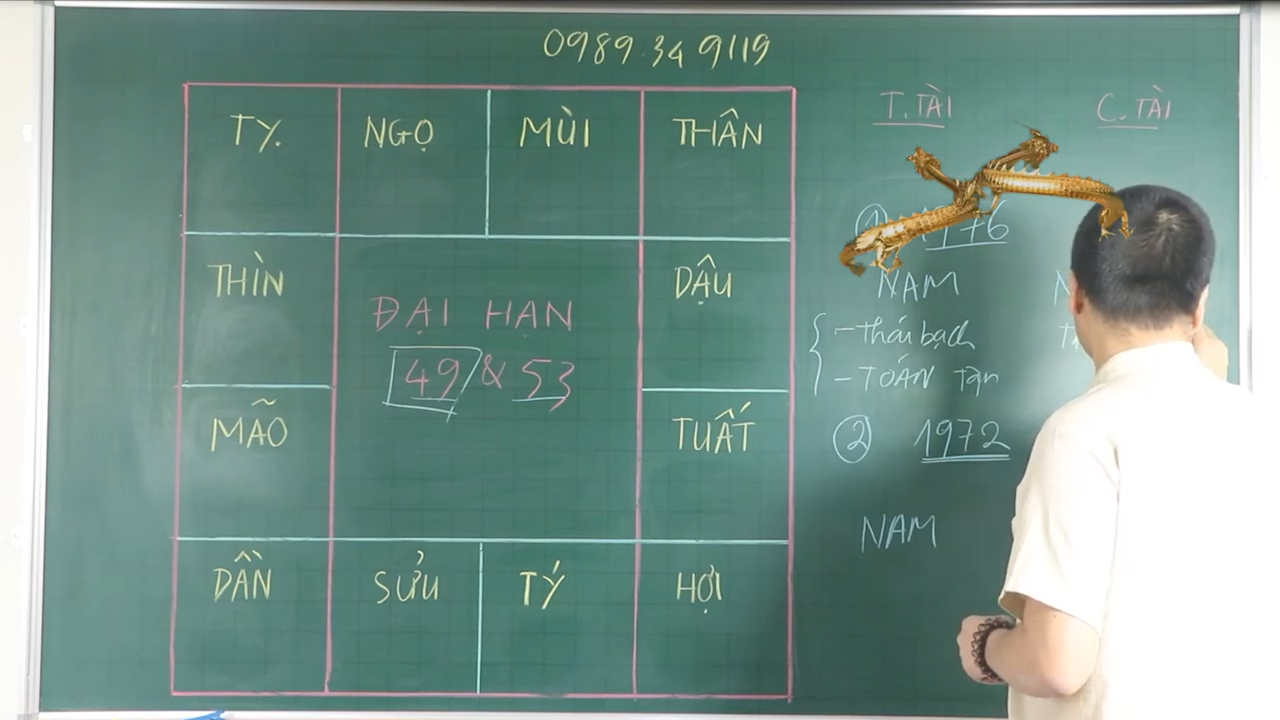 0989.34 9119
TỴ.
NGỌ
MÙI
THÂN
THÌN
DẬU
MÃO
TUẤT
DẦN
SỬU
TÝ
HỢI
ĐẠI HẠN
49 & 53
T.TÀI
C.TÀI
NAM
- Thái bạch
- TOÁN Tận
② 1972
NAM